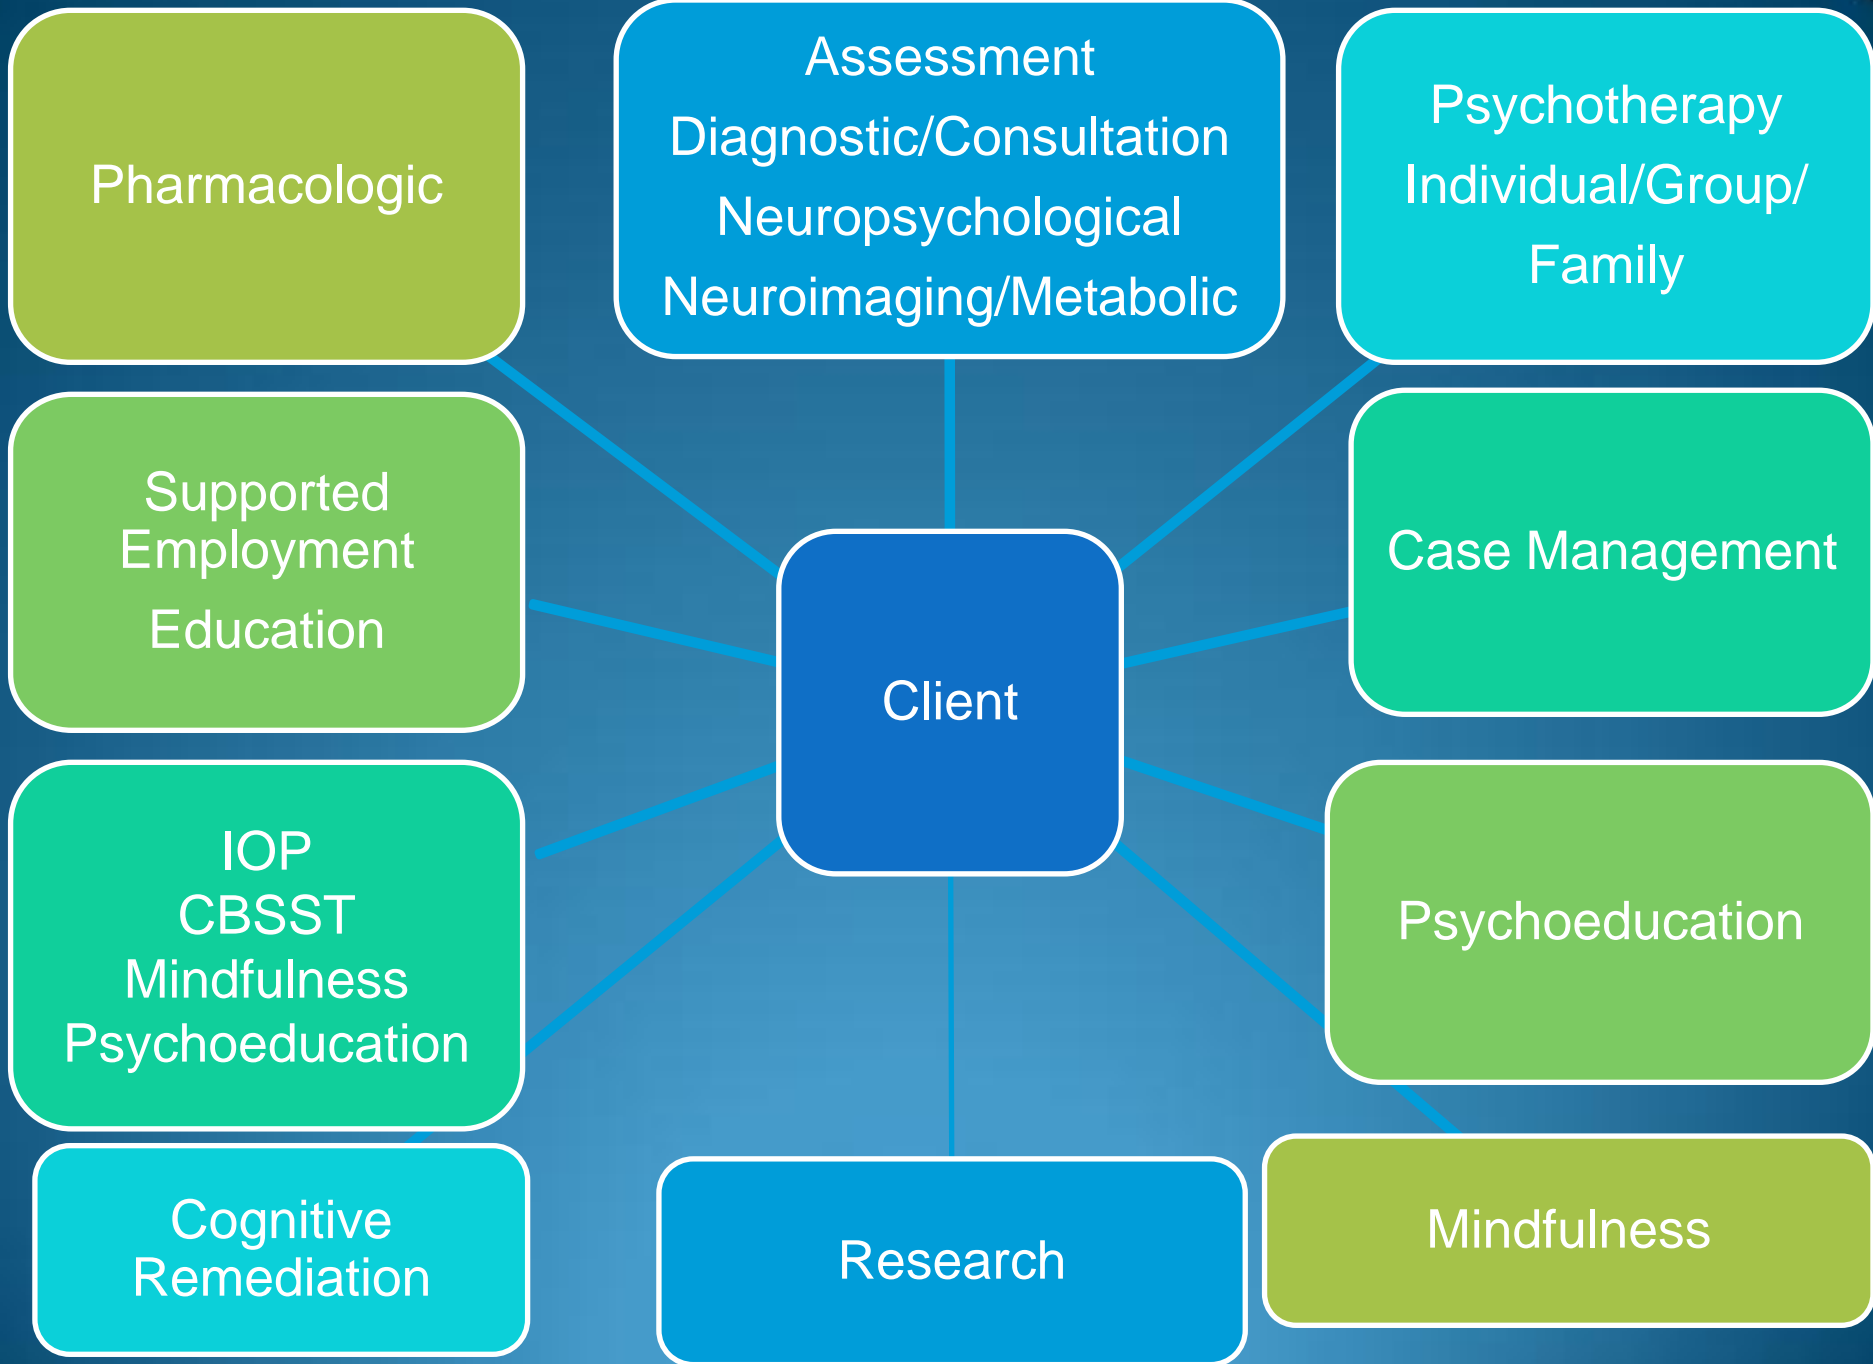 Pharmacologic
Assessment
Diagnostic/Consultation
Neuropsychological
Neuroimaging/Metabolic
Psychotherapy
Individual/Group/
Family
Supported
Employment
Education
Case Management
Client
IOP
CBSST
Mindfulness
Psychoeducation
Psychoeducation
Cognitive
Remediation
Research
Mindfulness